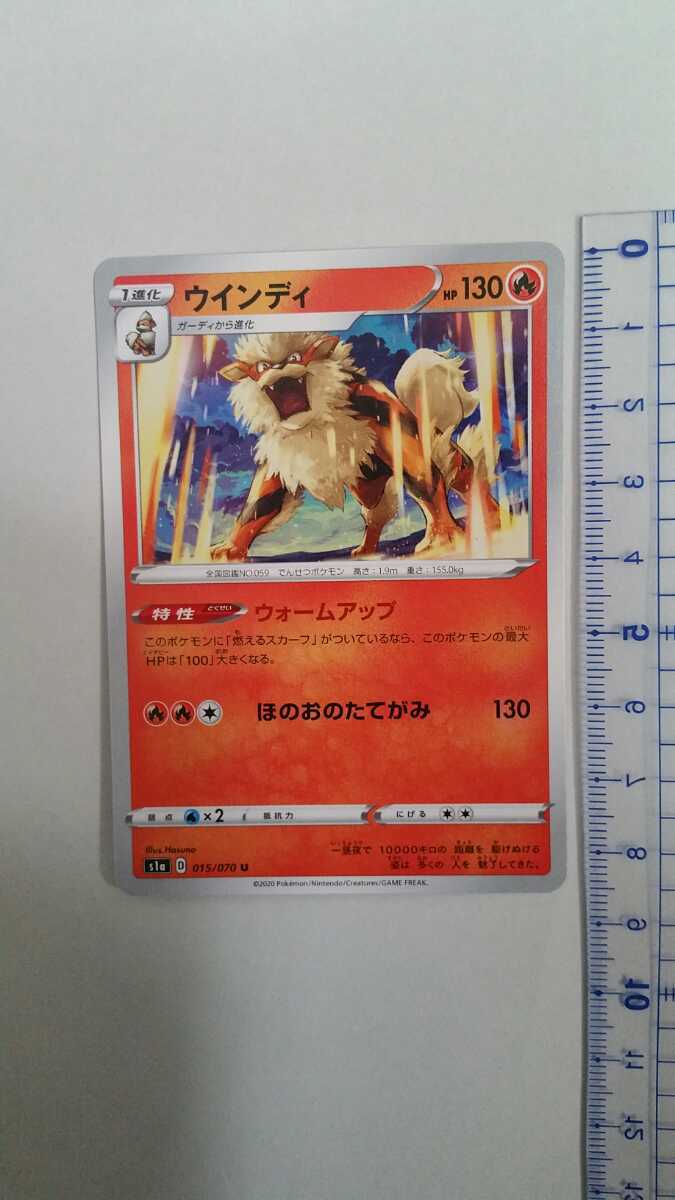 1進化
ウインディ
HP 130
ガーディから進化
全国図鑑NO.059 でんせつポケモン 高さ：1.9m 重さ：155.0kg
特性 とくせい ウォームアップ
このポケモンに「燃えるスカーフ」がついているなら、このポケモンの最大
HPは「100」大きくなる。
ほのおのたてがみ 130
弱点 ×2 抵抗力 にげる
Illus. Hasuno
一昼夜で 10000キロの 距離を 駆けぬける
姿は 多くの 人を 魅了してきた。
s1a D 015/070 U
©2020 Pokémon/Nintendo/Creatures/GAME FREAK.
0
1
2
3
4
5
6
7
8
9
10
11
12